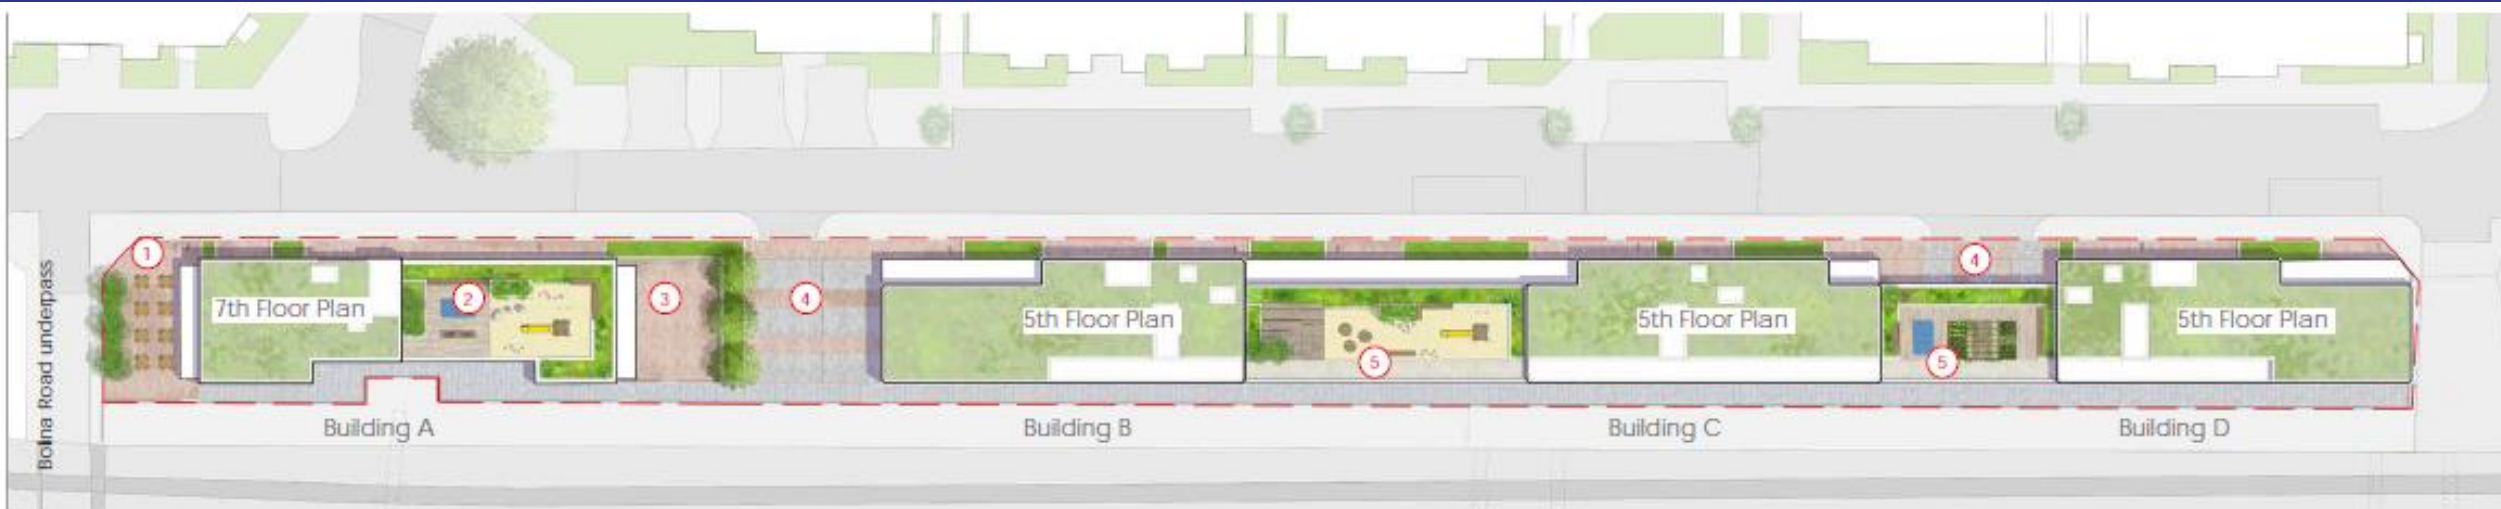 1
2
3
4
4
5
5
7th Floor Plan
5th Floor Plan
5th Floor Plan
5th Floor Plan
Building A
Building B
Building C
Building D
Bolina Road underpass